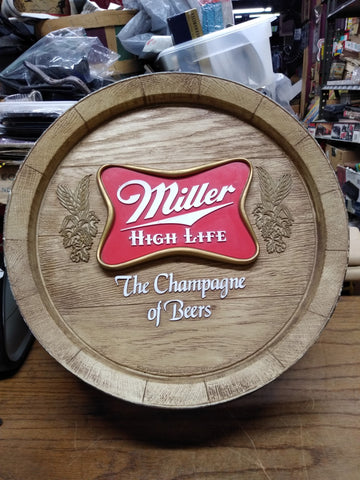 Miller
HIGH LIFE
The Champagne
of Beers